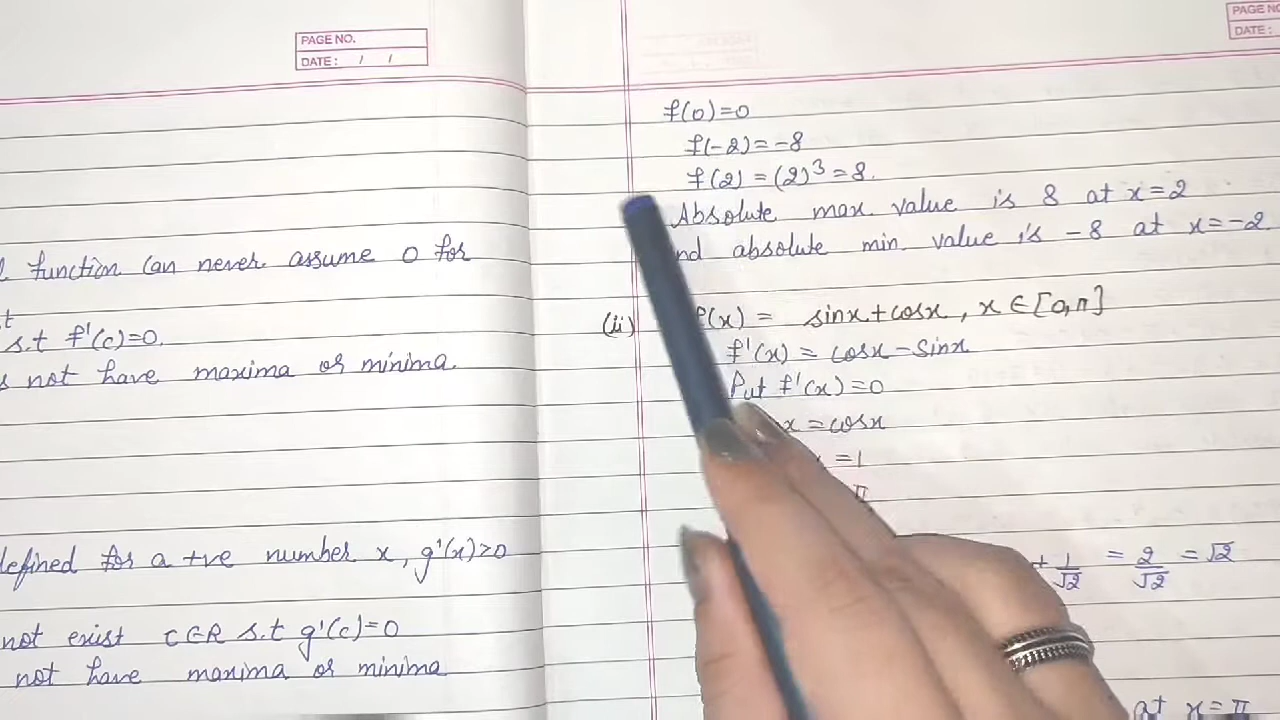 PAGE NO.
DATE: / /
function can never assume 0 for
s.t f'(c)=0.
not have maxima or minima.
defined for a +ve number x, g'(x)>0
not exist c∈R s.t g'(c)=0
not have maxima or minima
PAGE NO
DATE:
f(0)=0
f(-2)=-8
f(2)=(2)³=8.
Absolute max. value is 8 at x=2
absolute min. value is -8 at x=-2.
(ii) f(x) = sinx+cosx, x∈[0,π]
f'(x) = cosx-sinx
Put f'(x)=0
x=cosx
=1
π
+ 1/√2 = 2/√2 = √2
at x=π